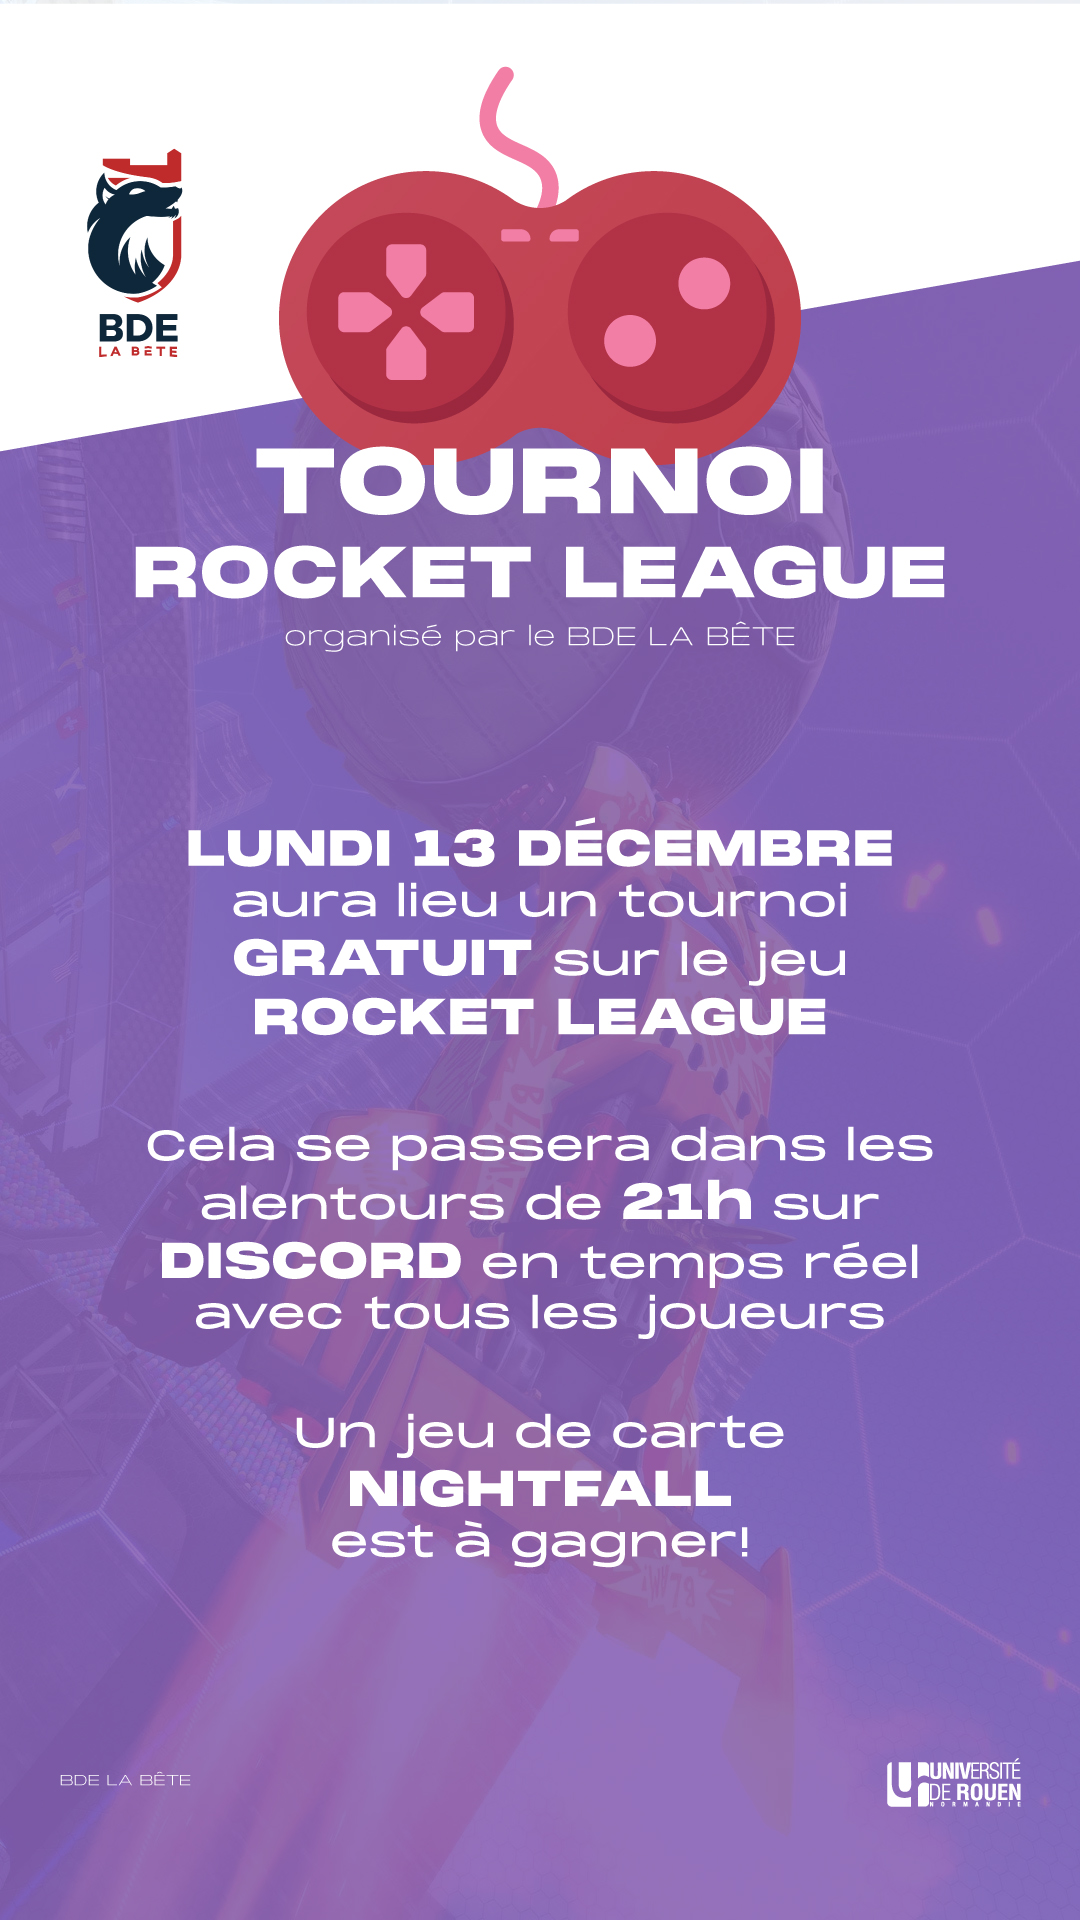 BDE
LA BÊTE
TOURNOI
ROCKET LEAGUE
organisé par le BDE LA BÊTE
LUNDI 13 DÉCEMBRE
aura lieu un tournoi
GRATUIT sur le jeu
ROCKET LEAGUE
Cela se passera dans les
alentours de 21h sur
DISCORD en temps réel
avec tous les joueurs
Un jeu de carte
NIGHTFALL
est à gagner!
BDE LA BÊTE
UNIVERSITÉ
DE ROUEN
NORMANDIE